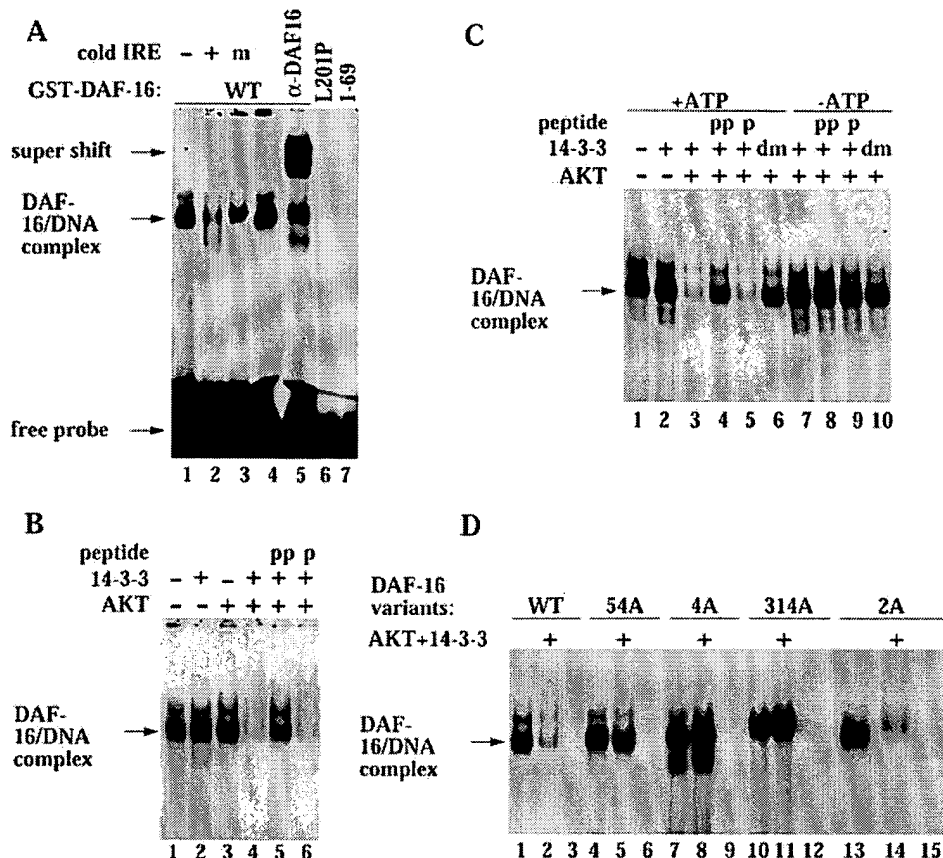 A
cold IRE - + m
GST-DAF-16: WT α-DAF16 L201P 1-69
super shift
DAF-
16/DNA
complex
free probe
1 2 3 4 5 6 7
B
peptide pp p
14-3-3 - + - + + +
AKT - - + + + +
DAF-
16/DNA
complex
1 2 3 4 5 6
C
+ATP -ATP
peptide pp p pp p
14-3-3 - + + + + dm + + + dm
AKT - - + + + + + + + +
DAF-
16/DNA
complex
1 2 3 4 5 6 7 8 9 10
D
DAF-16
variants: WT 54A 4A 314A 2A
AKT+14-3-3 + + + + +
DAF-
16/DNA
complex
1 2 3 4 5 6 7 8 9 10 11 12 13 14 15